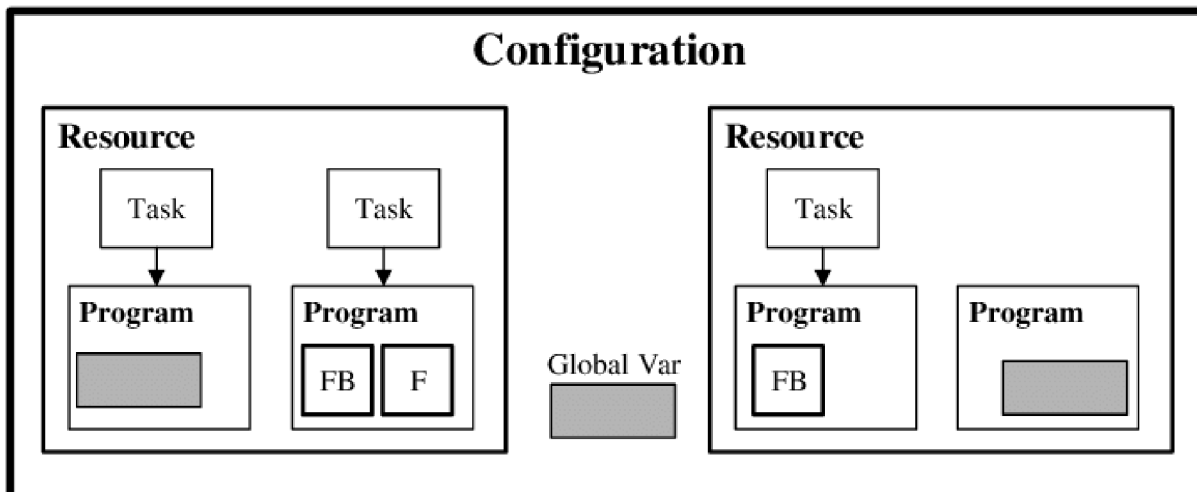 Configuration
Resource
Task
Task
Program
Program
FB
F
Global Var
Resource
Task
Program
Program
FB